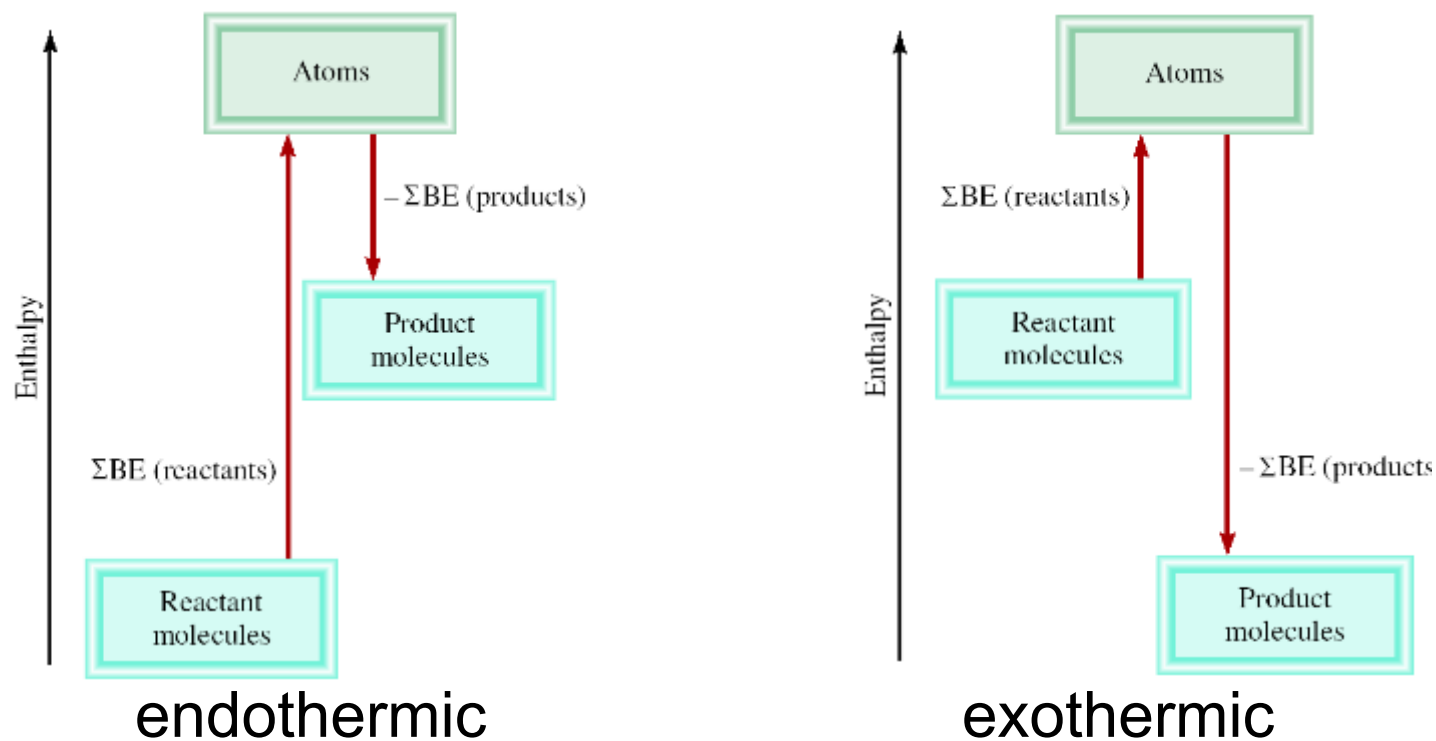 Atoms
– ΣBE (products)
Product
molecules
Enthalpy
ΣBE (reactants)
Reactant
molecules
endothermic
Atoms
ΣBE (reactants)
Reactant
molecules
Enthalpy
– ΣBE (products
Product
molecules
exothermic